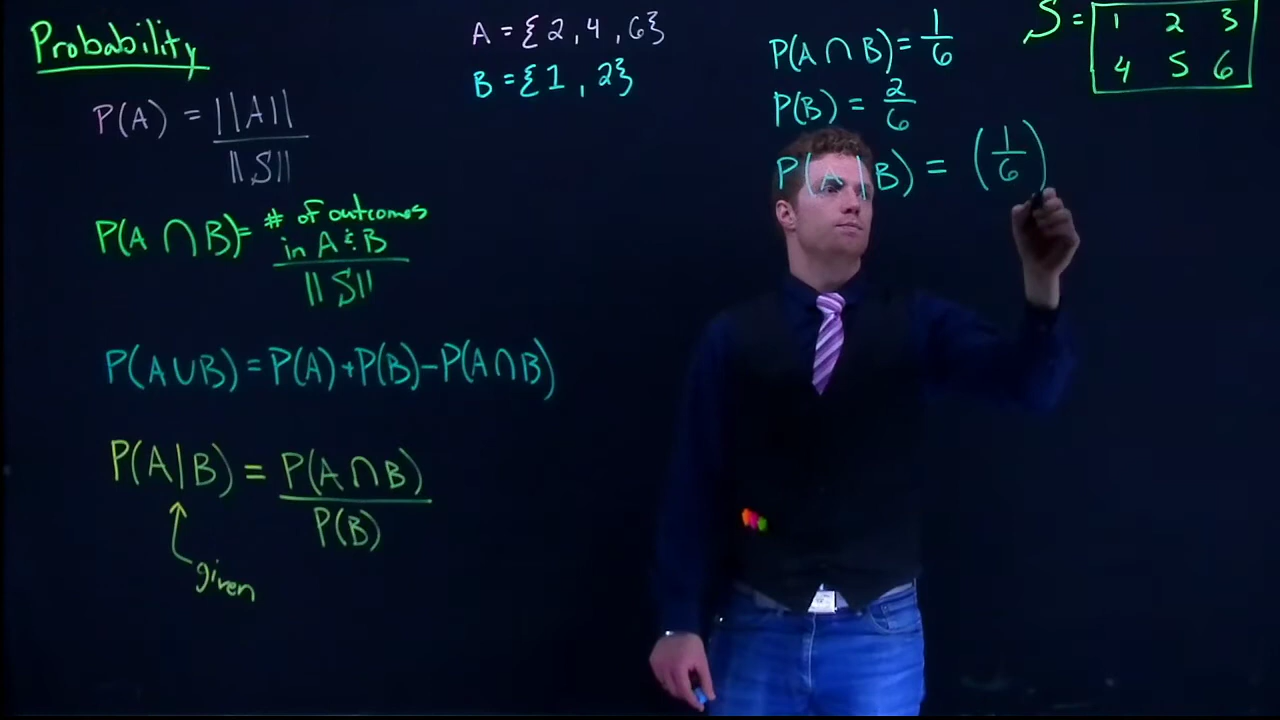 Probability
P(A) = ||A||
||S||
P(A ∩ B) = # of outcomes
in A & B
||S||
P(A ∪ B) = P(A) + P(B) - P(A ∩ B)
P(A|B) = P(A ∩ B)
P(B)
given
A = {2, 4, 6}
B = {1, 2}
P(A ∩ B) = 1/6
P(B) = 2/6
P(A|B) = (1/6)
S = 1 2 3
4 5 6